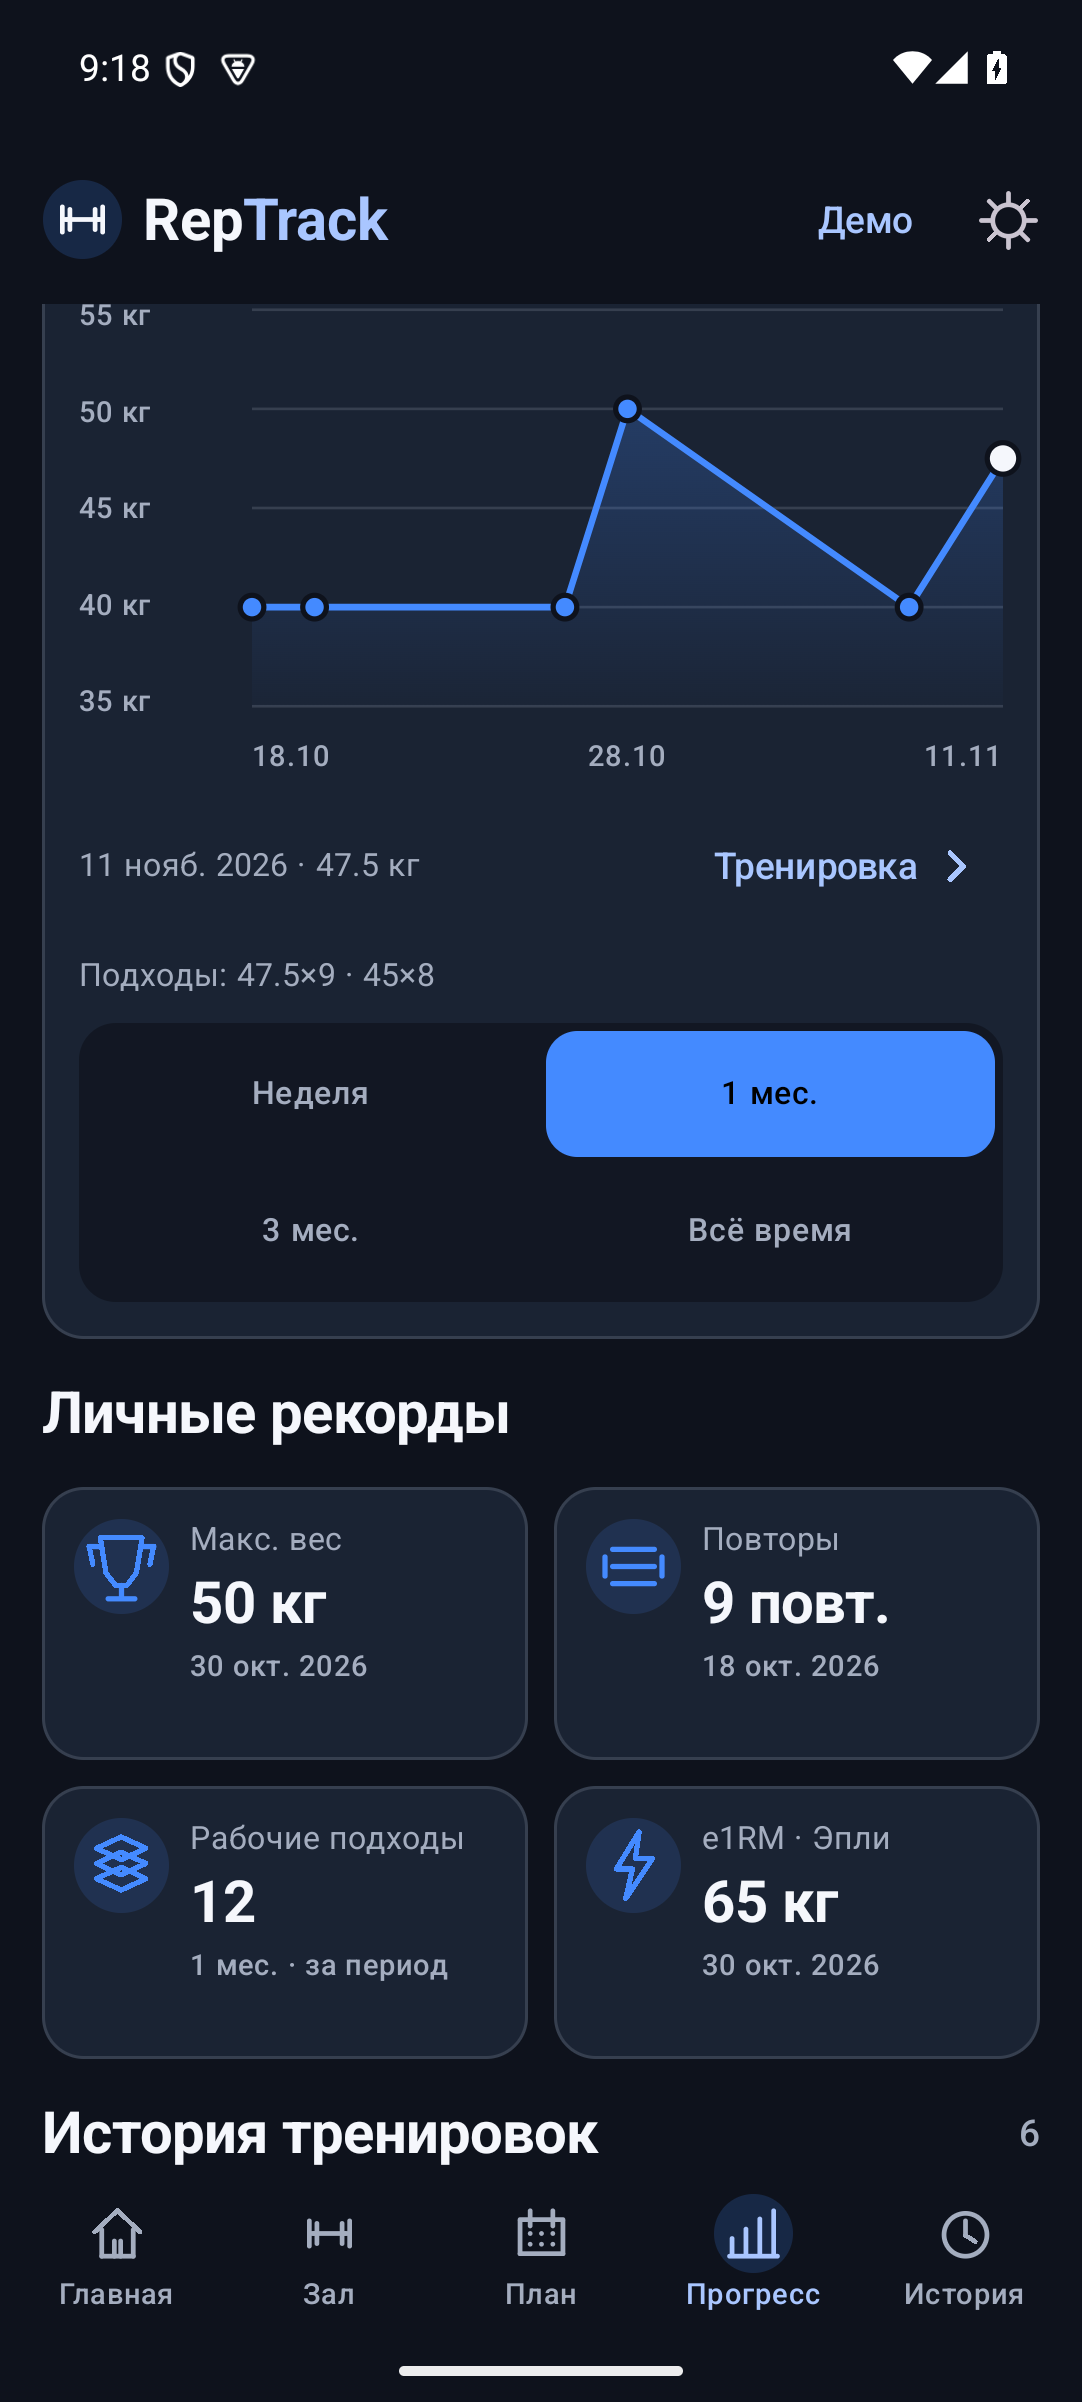 9:18
RepTrack
Демо
55 кг
50 кг
45 кг
40 кг
35 кг
18.10 28.10 11.11
11 нояб. 2026 · 47.5 кг
Тренировка
Подходы: 47.5×9 · 45×8
Неделя 1 мес.
3 мес. Всё время
Личные рекорды
Макс. вес
50 кг
30 окт. 2026
Повторы
9 повт.
18 окт. 2026
Рабочие подходы
12
1 мес. · за период
e1RM · Эпли
65 кг
30 окт. 2026
История тренировок 6
Главная Зал План Прогресс История